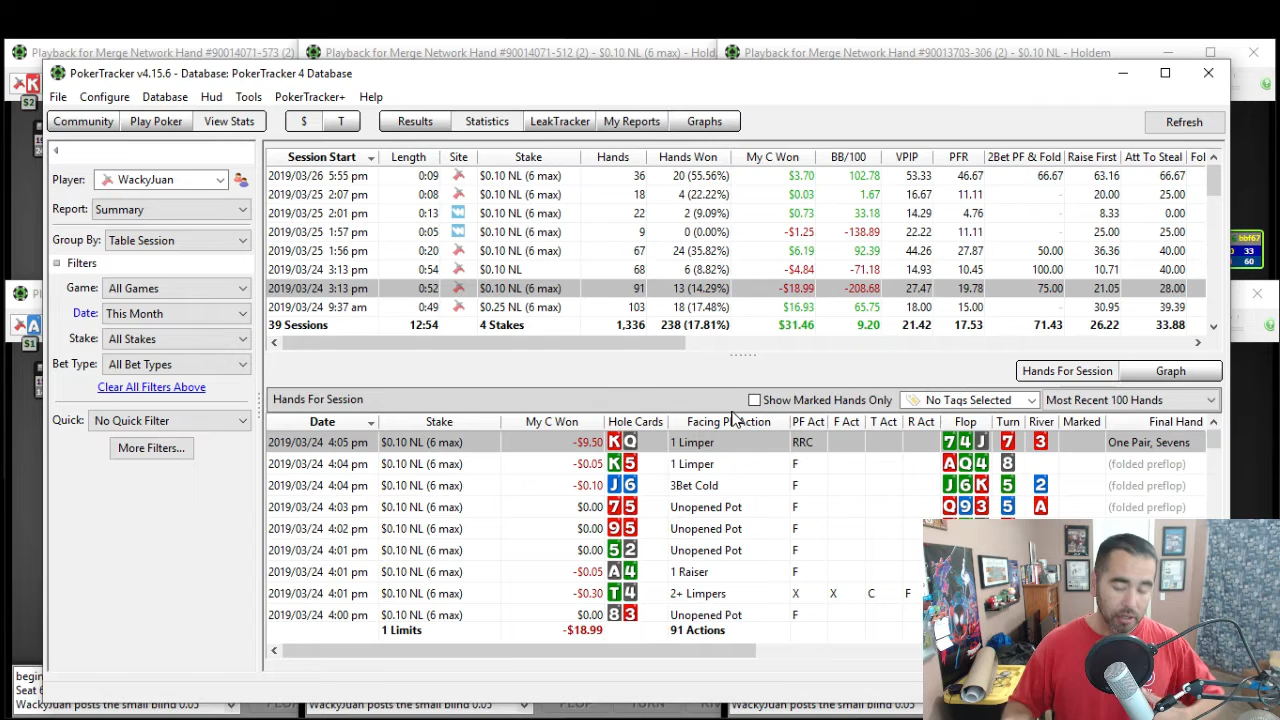 Playback for Merge Network Hand #90014071-573 (2)
Playback for Merge Network Hand #90014071-512 (2) - $0.10 NL (6 max) - Hold
Playback for Merge Network Hand #90013703-306 (2) - $0.10 NL - Holdem
PokerTracker v4.15.6 - Database: PokerTracker 4 Database
File Configure Database Hud Tools PokerTracker+ Help
Community Play Poker View Stats $ T Results Statistics LeakTracker My Reports Graphs Refresh
Player: WackyJuan
Report: Summary
Group By: Table Session
Filters
Game: All Games
Date: This Month
Stake: All Stakes
Bet Type: All Bet Types
Clear All Filters Above
Quick: No Quick Filter
More Filters...
Session Start Length Site Stake Hands Hands Won My C Won BB/100 VPIP PFR 2Bet PF & Fold Raise First Att To Steal Fol
2019/03/26 5:55 pm 0:09 $0.10 NL (6 max) 36 20 (55.56%) $3.70 102.78 53.33 46.67 66.67 63.16 66.67
2019/03/25 2:07 pm 0:08 $0.10 NL (6 max) 18 4 (22.22%) $0.03 1.67 16.67 11.11 - 20.00 25.00
2019/03/25 2:01 pm 0:13 $0.10 NL (6 max) 22 2 (9.09%) $0.73 33.18 14.29 4.76 - 8.33 0.00
2019/03/25 1:57 pm 0:05 $0.10 NL (6 max) 9 0 (0.00%) -$1.25 -138.89 22.22 11.11 - 25.00 25.00
2019/03/25 1:56 pm 0:20 $0.10 NL (6 max) 67 24 (35.82%) $6.19 92.39 44.26 27.87 50.00 36.36 40.00
2019/03/24 3:13 pm 0:54 $0.10 NL 68 6 (8.82%) -$4.84 -71.18 14.93 10.45 100.00 10.71 40.00
2019/03/24 3:13 pm 0:52 $0.10 NL (6 max) 91 13 (14.29%) -$18.99 -208.68 27.47 19.78 75.00 21.05 28.00
2019/03/24 9:37 am 0:49 $0.25 NL (6 max) 103 18 (17.48%) $16.93 65.75 18.00 15.00 - 30.95 39.39
39 Sessions 12:54 4 Stakes 1,336 238 (17.81%) $31.46 9.20 21.42 17.53 71.43 26.22 33.88
Hands For Session Graph
Hands For Session Show Marked Hands Only No Tags Selected Most Recent 100 Hands
Date Stake My C Won Hole Cards Facing Action PF Act F Act T Act R Act Flop Turn River Marked Final Hand
2019/03/24 4:05 pm $0.10 NL (6 max) -$9.50 K Q 1 Limper RRC 7 4 J 7 3 One Pair, Sevens
2019/03/24 4:04 pm $0.10 NL (6 max) -$0.05 K 5 1 Limper F A Q 4 8 (folded preflop)
2019/03/24 4:04 pm $0.10 NL (6 max) -$0.10 J 6 3Bet Cold F J 6 K 5 2 (folded preflop)
2019/03/24 4:03 pm $0.10 NL (6 max) $0.00 7 5 Unopened Pot F Q 9 3 5 A (folded preflop)
2019/03/24 4:02 pm $0.10 NL (6 max) $0.00 9 5 Unopened Pot F
2019/03/24 4:01 pm $0.10 NL (6 max) $0.00 5 2 Unopened Pot F
2019/03/24 4:01 pm $0.10 NL (6 max) -$0.05 A 4 1 Raiser F
2019/03/24 4:01 pm $0.10 NL (6 max) -$0.30 T 4 2+ Limpers X X C F
2019/03/24 4:00 pm $0.10 NL (6 max) $0.00 8 3 Unopened Pot F
1 Limits -$18.99 91 Actions
K
$2
A
$1
bbf67
33
60
WackyJuan posts the small blind 0.05
WackyJuan posts the small blind 0.05